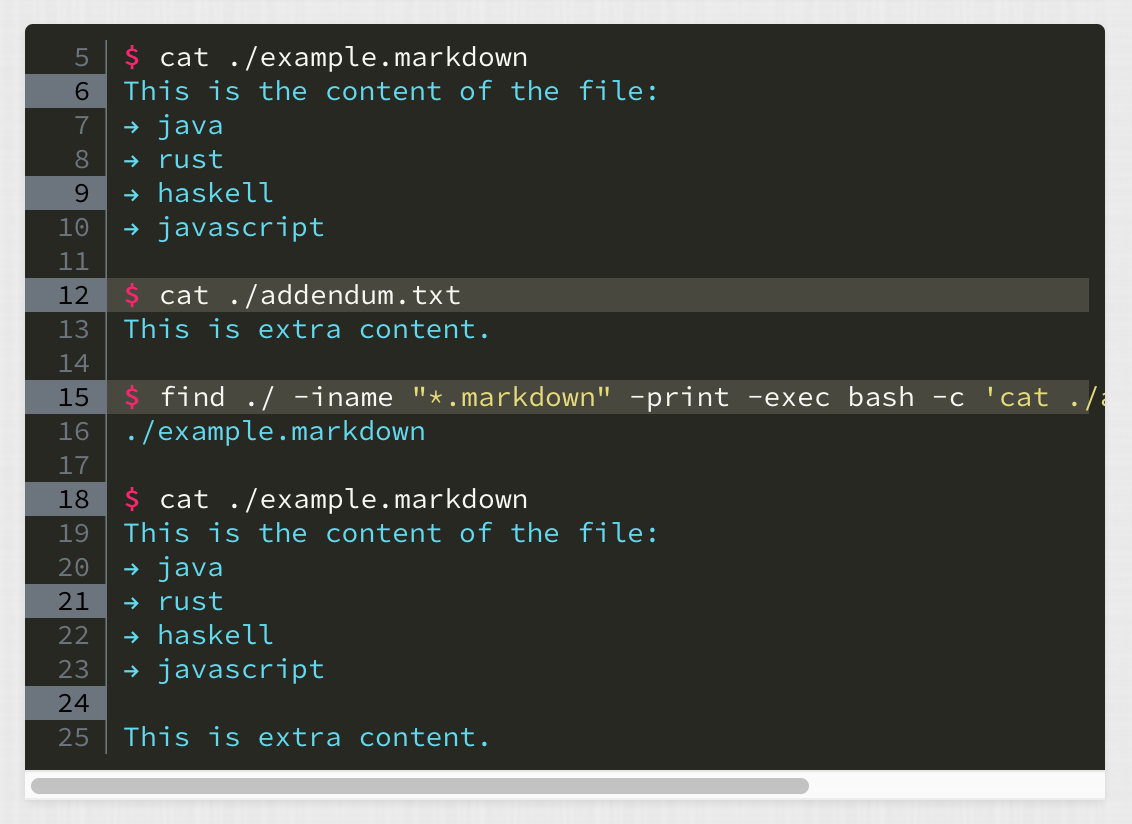 5 $ cat ./example.markdown
6 This is the content of the file:
7 → java
8 → rust
9 → haskell
10 → javascript
11
12 $ cat ./addendum.txt
13 This is extra content.
14
15 $ find ./ -iname "*.markdown" -print -exec bash -c 'cat ./
16 ./example.markdown
17
18 $ cat ./example.markdown
19 This is the content of the file:
20 → java
21 → rust
22 → haskell
23 → javascript
24
25 This is extra content.